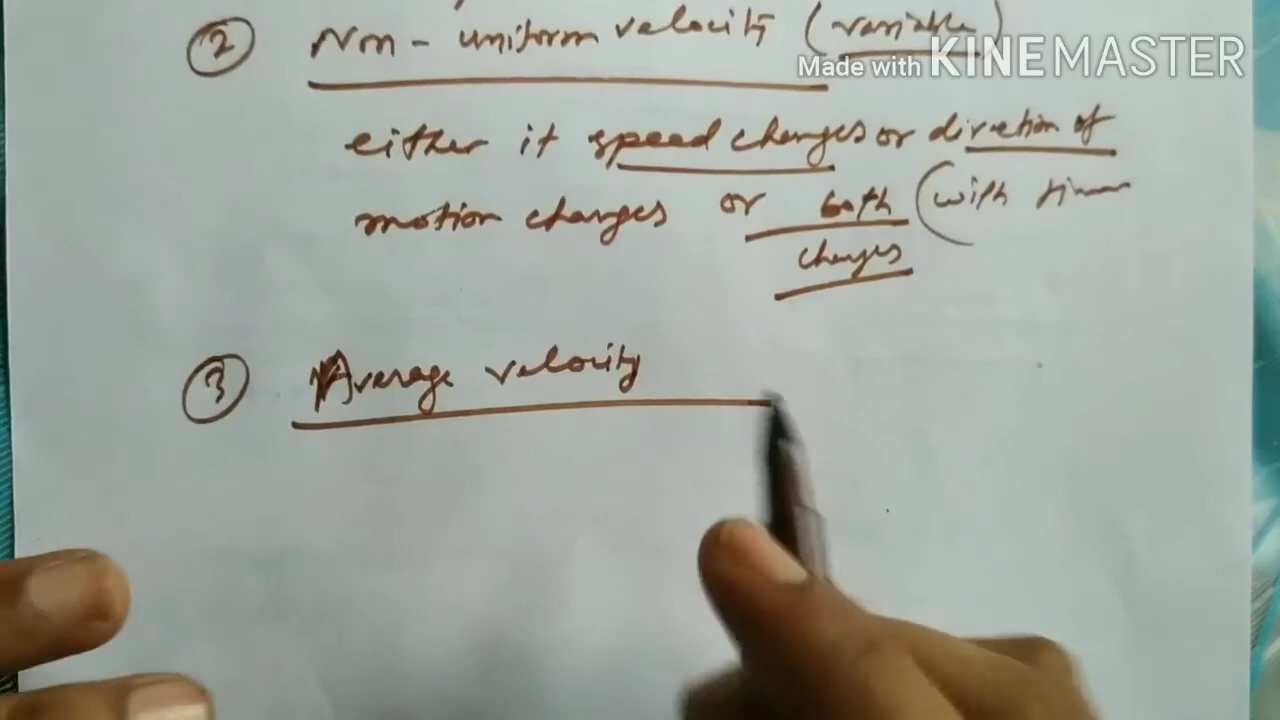 ② Non-uniform velocity (variable)
Made with KINEMASTER
either it speed changes or direction of
motion changes or both (with time
changes
③ Average velocity